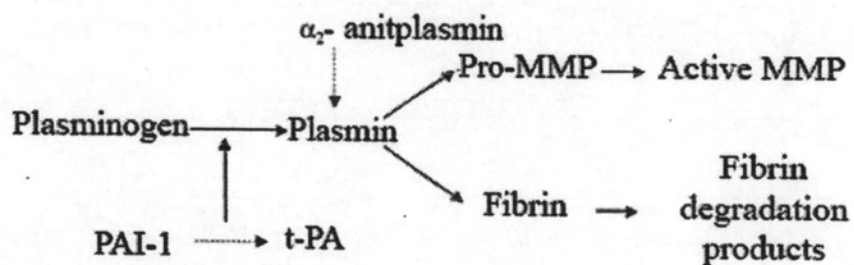 α₂- anitplasmin
Pro-MMP
Active MMP
Plasminogen
Plasmin
Fibrin
Fibrin
degradation
products
PAI-1
t-PA